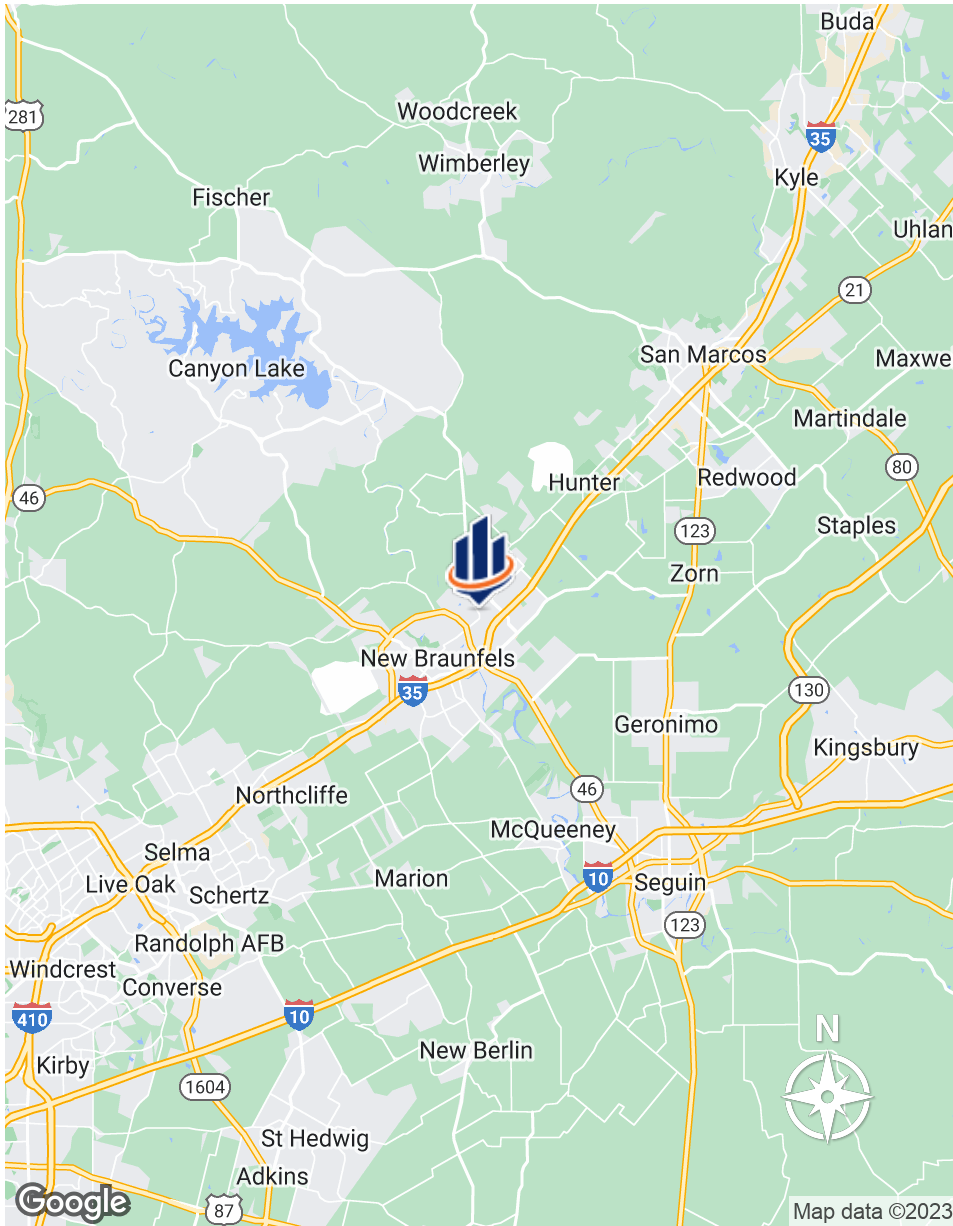 Buda
281
Woodcreek
35
Wimberley
Kyle
Fischer
Uhlan
21
San Marcos
Maxwe
Canyon Lake
Martindale
80
Redwood
Hunter
46
Staples
123
Zorn
New Braunfels
35
130
Geronimo
Kingsbury
46
Northcliffe
McQueeney
Selma
Live Oak
Marion
10
Seguin
Schertz
123
Randolph AFB
Windcrest
Converse
10
410
N
New Berlin
Kirby
1604
St Hedwig
Adkins
Google
87
Map data ©2023